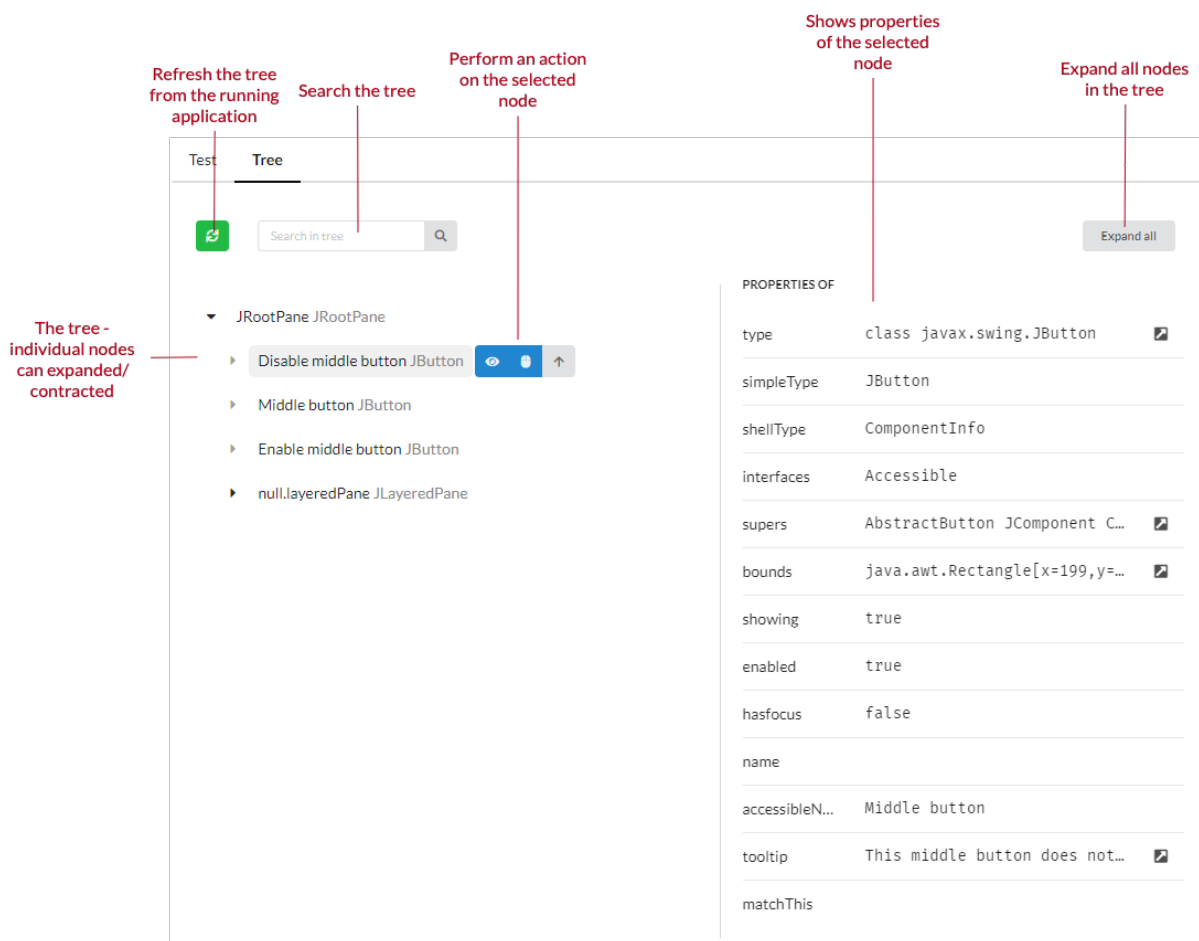 Shows properties
of the selected
node
Perform an action
on the selected
node
Expand all nodes
in the tree
Refresh the tree
from the running
application
Search the tree
Test Tree
Search in tree
Expand all
PROPERTIES OF
The tree -
individual nodes
can expanded/
contracted
JRootPane JRootPane
Disable middle button JButton
Middle button JButton
Enable middle button JButton
null.layeredPane JLayeredPane
type class javax.swing.JButton
simpleType JButton
shellType ComponentInfo
interfaces Accessible
supers AbstractButton JComponent C…
bounds java.awt.Rectangle[x=199,y=…
showing true
enabled true
hasfocus false
name
accessibleN... Middle button
tooltip This middle button does not…
matchThis